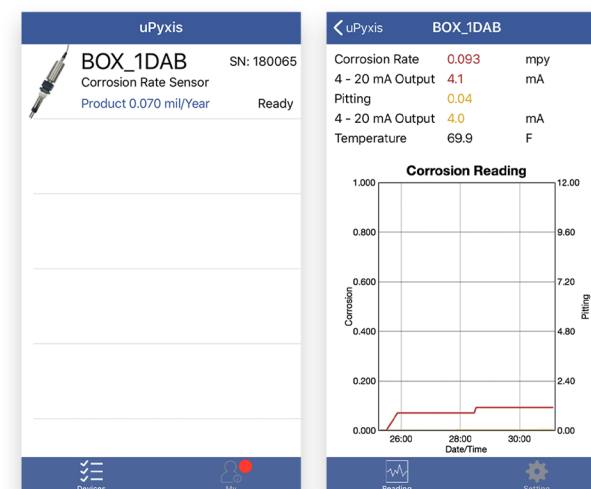 uPyxis
BOX_1DAB SN: 180065
Corrosion Rate Sensor
Product 0.070 mil/Year Ready
Devices My
uPyxis BOX_1DAB
Corrosion Rate 0.093 mpy
4 - 20 mA Output 4.1 mA
Pitting 0.04
4 - 20 mA Output 4.0 mA
Temperature 69.9 F
Corrosion Reading
1.000 12.00
0.800 9.60
0.600 7.20
Corrosion Pitting
0.400 4.80
0.200 2.40
0.000 0.00
26:00 28:00 30:00
Date/Time
Reading Setting